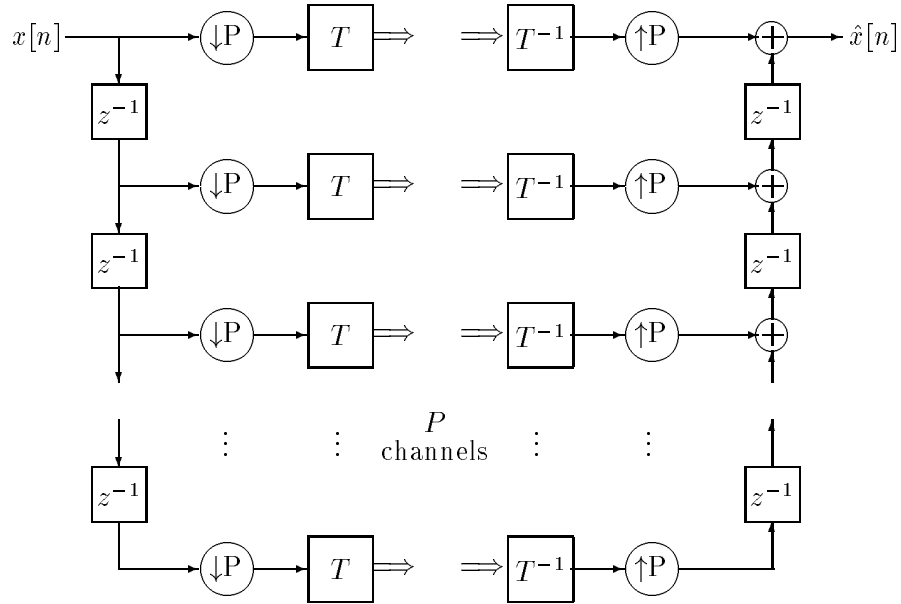 x[n] ↓P T ⟹ ⟹ T⁻¹ ↑P + x̂[n]
z⁻¹ z⁻¹
↓P T ⟹ ⟹ T⁻¹ ↑P +
z⁻¹ z⁻¹
↓P T ⟹ ⟹ T⁻¹ ↑P +
P
⋮ ⋮ channels ⋮ ⋮
z⁻¹ z⁻¹
↓P T ⟹ ⟹ T⁻¹ ↑P